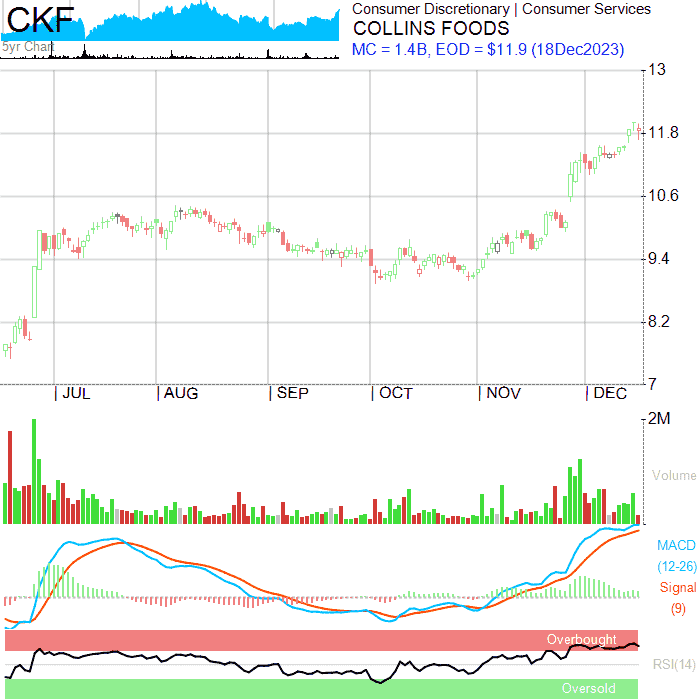 CKF
5yr Chart
Consumer Discretionary | Consumer Services
COLLINS FOODS
MC = 1.4B, EOD = $11.9 (18Dec2023)
13
11.8
10.6
9.4
8.2
7
| JUL | AUG | SEP | OCT | NOV | DEC
2M
Volume
MACD
(12-26)
Signal
(9)
Overbought
RSI(14)
Oversold